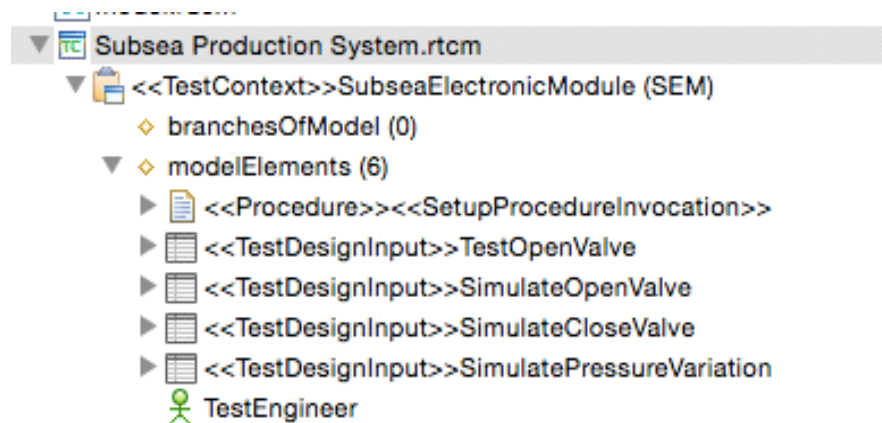 TC Subsea Production System.rtcm
<<TestContext>>SubseaElectronicModule (SEM)
branchesOfModel (0)
modelElements (6)
<<Procedure>><<SetupProcedureInvocation>>
<<TestDesignInput>>TestOpenValve
<<TestDesignInput>>SimulateOpenValve
<<TestDesignInput>>SimulateCloseValve
<<TestDesignInput>>SimulatePressureVariation
TestEngineer